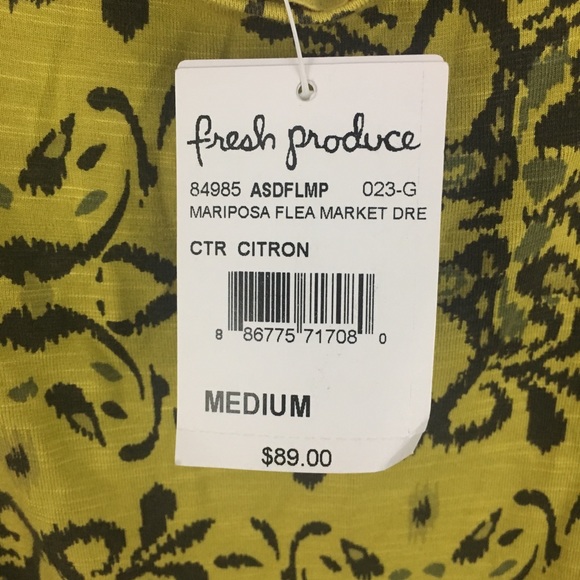 fresh produce
84985 ASDFLMP 023-G
MARIPOSA FLEA MARKET DRE
CTR CITRON
8 86775 71708 0
MEDIUM
$89.00